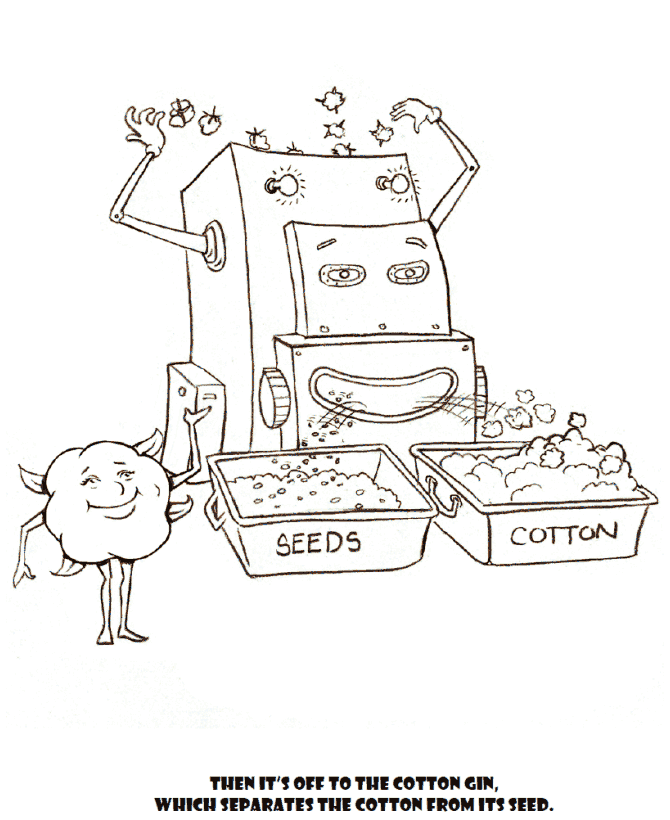 SEEDS
COTTON
THEN IT'S OFF TO THE COTTON GIN,
WHICH SEPARATES THE COTTON FROM ITS SEED.